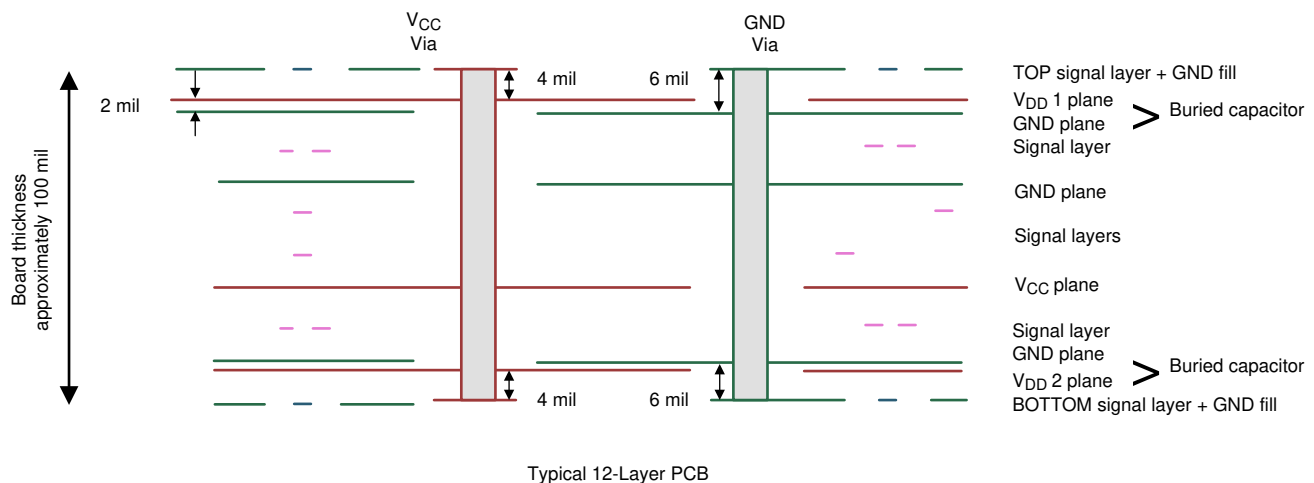 VCC
Via
GND
Via
4 mil
6 mil
2 mil
TOP signal layer + GND fill
VDD 1 plane
GND plane
Buried capacitor
Signal layer
GND plane
Signal layers
VCC plane
Signal layer
GND plane
VDD 2 plane
Buried capacitor
BOTTOM signal layer + GND fill
4 mil
6 mil
Board thickness
approximately 100 mil
Typical 12-Layer PCB